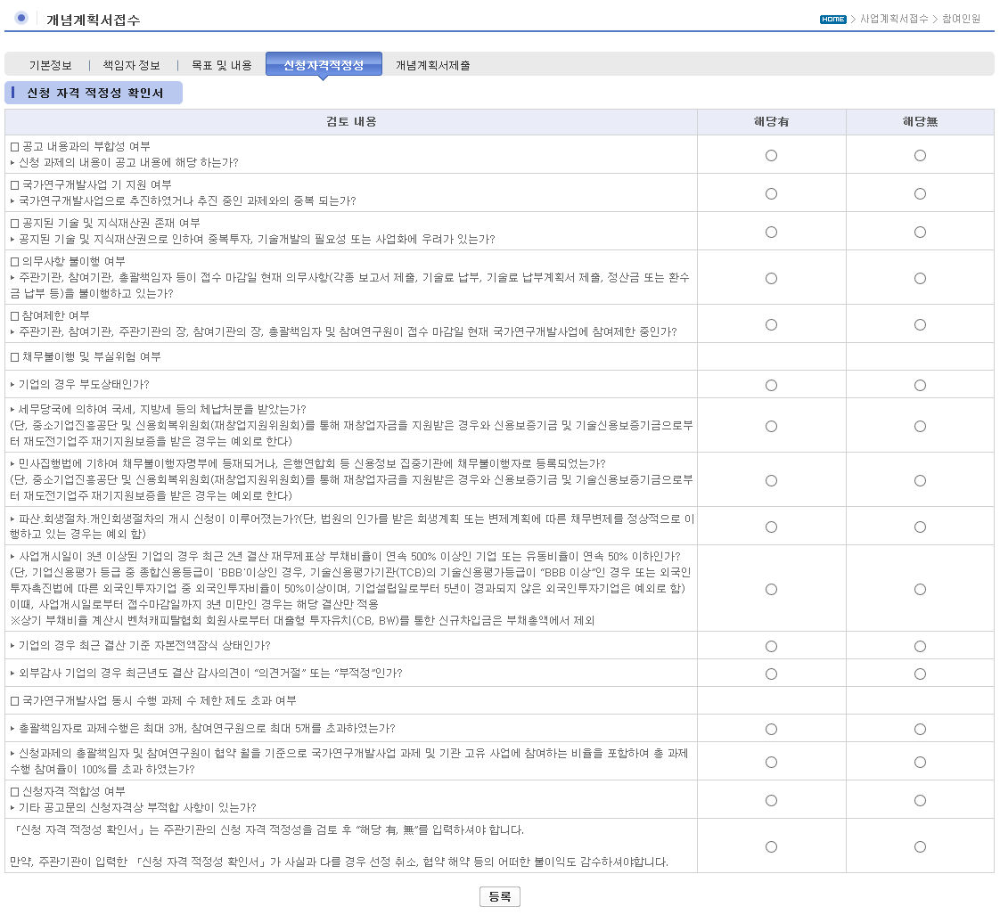 개념계획서접수
HOME > 사업계획서접수 > 참여인원
기본정보 | 책임자 정보 | 목표 및 내용 신청자격적정성 개념계획서제출
신청 자격 적정성 확인서
검토 내용 해당有 해당無
□ 공고 내용과의 부합성 여부
▸ 신청 과제의 내용이 공고 내용에 해당 하는가?
□ 국가연구개발사업 기 지원 여부
▸ 국가연구개발사업으로 추진하였거나 추진 중인 과제와의 중복 되는가?
□ 공지된 기술 및 지식재산권 존재 여부
▸ 공지된 기술 및 지식재산권으로 인하여 중복투자, 기술개발의 필요성 또는 사업화에 우려가 있는가?
□ 의무사항 불이행 여부
▸ 주관기관, 참여기관, 총괄책임자 등이 접수 마감일 현재 의무사항(각종 보고서 제출, 기술료 납부, 기술료 납부계획서 제출, 정산금 또는 환수
금 납부 등)을 불이행하고 있는가?
□ 참여제한 여부
▸ 주관기관, 참여기관, 주관기관의 장, 참여기관의 장, 총괄책임자 및 참여연구원이 접수 마감일 현재 국가연구개발사업에 참여제한 중인가?
□ 채무불이행 및 부실위험 여부
▸ 기업의 경우 부도상태인가?
▸ 세무당국에 의하여 국세, 지방세 등의 체납처분을 받았는가?
(단, 중소기업진흥공단 및 신용회복위원회(재창업지원위원회)를 통해 재창업자금을 지원받은 경우와 신용보증기금 및 기술신용보증기금으로부
터 재도전기업주 재기지원보증을 받은 경우는 예외로 한다)
▸ 민사집행법에 기하여 채무불이행자명부에 등재되거나, 은행연합회 등 신용정보 집중기관에 채무불이행자로 등록되었는가?
(단, 중소기업진흥공단 및 신용회복위원회(재창업지원위원회)를 통해 재창업자금을 지원받은 경우와 신용보증기금 및 기술신용보증기금으로부
터 재도전기업주 재기지원보증을 받은 경우는 예외로 한다)
▸ 파산.회생절차.개인회생절차의 개시 신청이 이루어졌는가?(단, 법원의 인가를 받은 회생계획 또는 변제계획에 따른 채무변제를 정상적으로 이
행하고 있는 경우는 예외 함)
▸ 사업개시일이 3년 이상된 기업의 경우 최근 2년 결산 재무제표상 부채비율이 연속 500% 이상인 기업 또는 유동비율이 연속 50% 이하인가?
(단, 기업신용평가 등급 중 종합신용등급이 'BBB'이상인 경우, 기술신용평가기관(TCB)의 기술신용평가등급이 “BBB 이상”인 경우 또는 외국인
투자촉진법에 따른 외국인투자기업 중 외국인투자비율이 50%이상이며, 기업설립일로부터 5년이 경과되지 않은 외국인투자기업은 예외로 함)
이때, 사업개시일로부터 접수마감일까지 3년 미만인 경우는 해당 결산만 적용
※상기 부채비율 계산시 벤쳐캐피탈협회 회원사로부터 대출형 투자유치(CB, BW)를 통한 신규차입금은 부채총액에서 제외
▸ 기업의 경우 최근 결산 기준 자본전액잠식 상태인가?
▸ 외부감사 기업의 경우 최근년도 결산 감사의견이 “의견거절” 또는 “부적정”인가?
□ 국가연구개발사업 동시 수행 과제 수 제한 제도 초과 여부
▸ 총괄책임자로 과제수행은 최대 3개, 참여연구원으로 최대 5개를 초과하였는가?
▸ 신청과제의 총괄책임자 및 참여연구원이 협약 월을 기준으로 국가연구개발사업 과제 및 기관 고유 사업에 참여하는 비율을 포함하여 총 과제
수행 참여율이 100%를 초과 하였는가?
□ 신청자격 적합성 여부
▸ 기타 공고문의 신청자격상 부적합 사항이 있는가?
「신청 자격 적정성 확인서」는 주관기관의 신청 자격 적정성을 검토 후 “해당 有, 無”를 입력하셔야 합니다.
만약, 주관기관이 입력한 「신청 자격 적정성 확인서」가 사실과 다를 경우 선정 취소, 협약 해약 등의 어떠한 불이익도 감수하셔야합니다.
등록